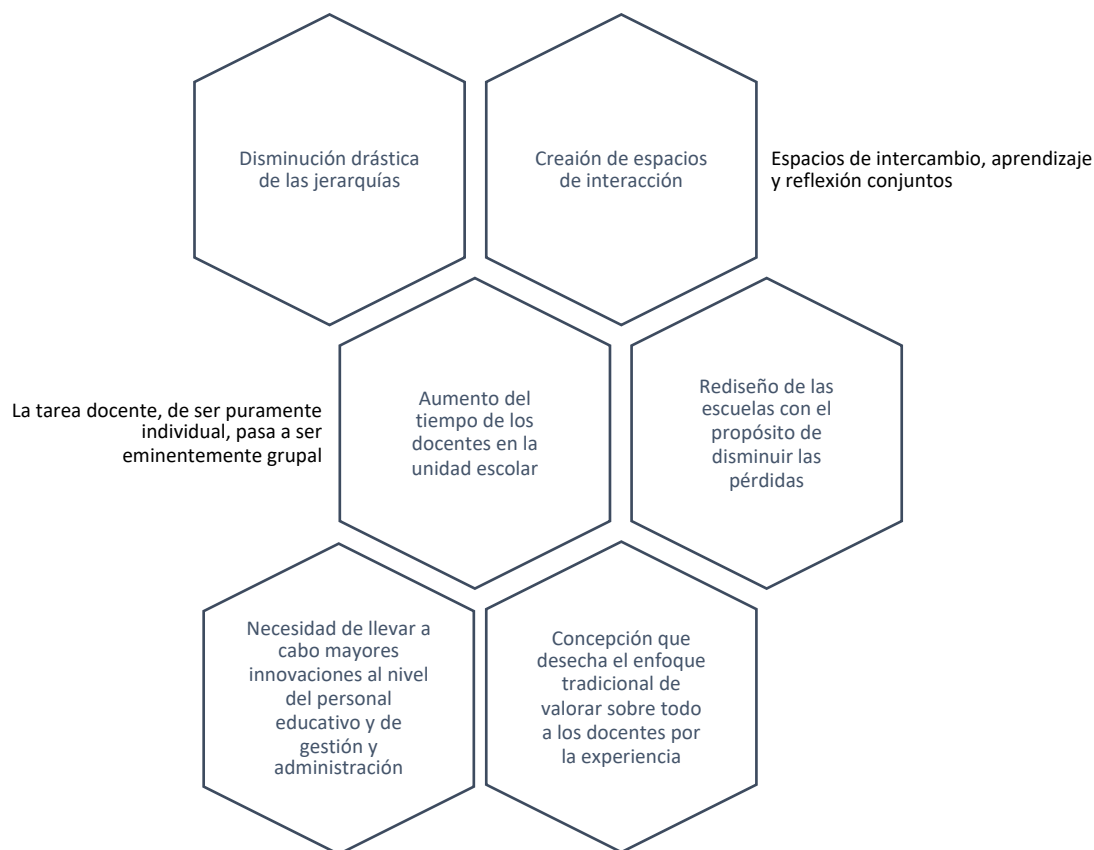 Disminución drástica
de las jerarquías
Creaión de espacios
de interacción
Espacios de intercambio, aprendizaje
y reflexión conjuntos
La tarea docente, de ser puramente
individual, pasa a ser
eminentemente grupal
Aumento del
tiempo de los
docentes en la
unidad escolar
Rediseño de las
escuelas con el
propósito de
disminuir las
pérdidas
Necesidad de llevar a
cabo mayores
innovaciones al nivel
del personal
educativo y de
gestión y
administración
Concepción que
desecha el enfoque
tradicional de
valorar sobre todo
a los docentes por
la experiencia